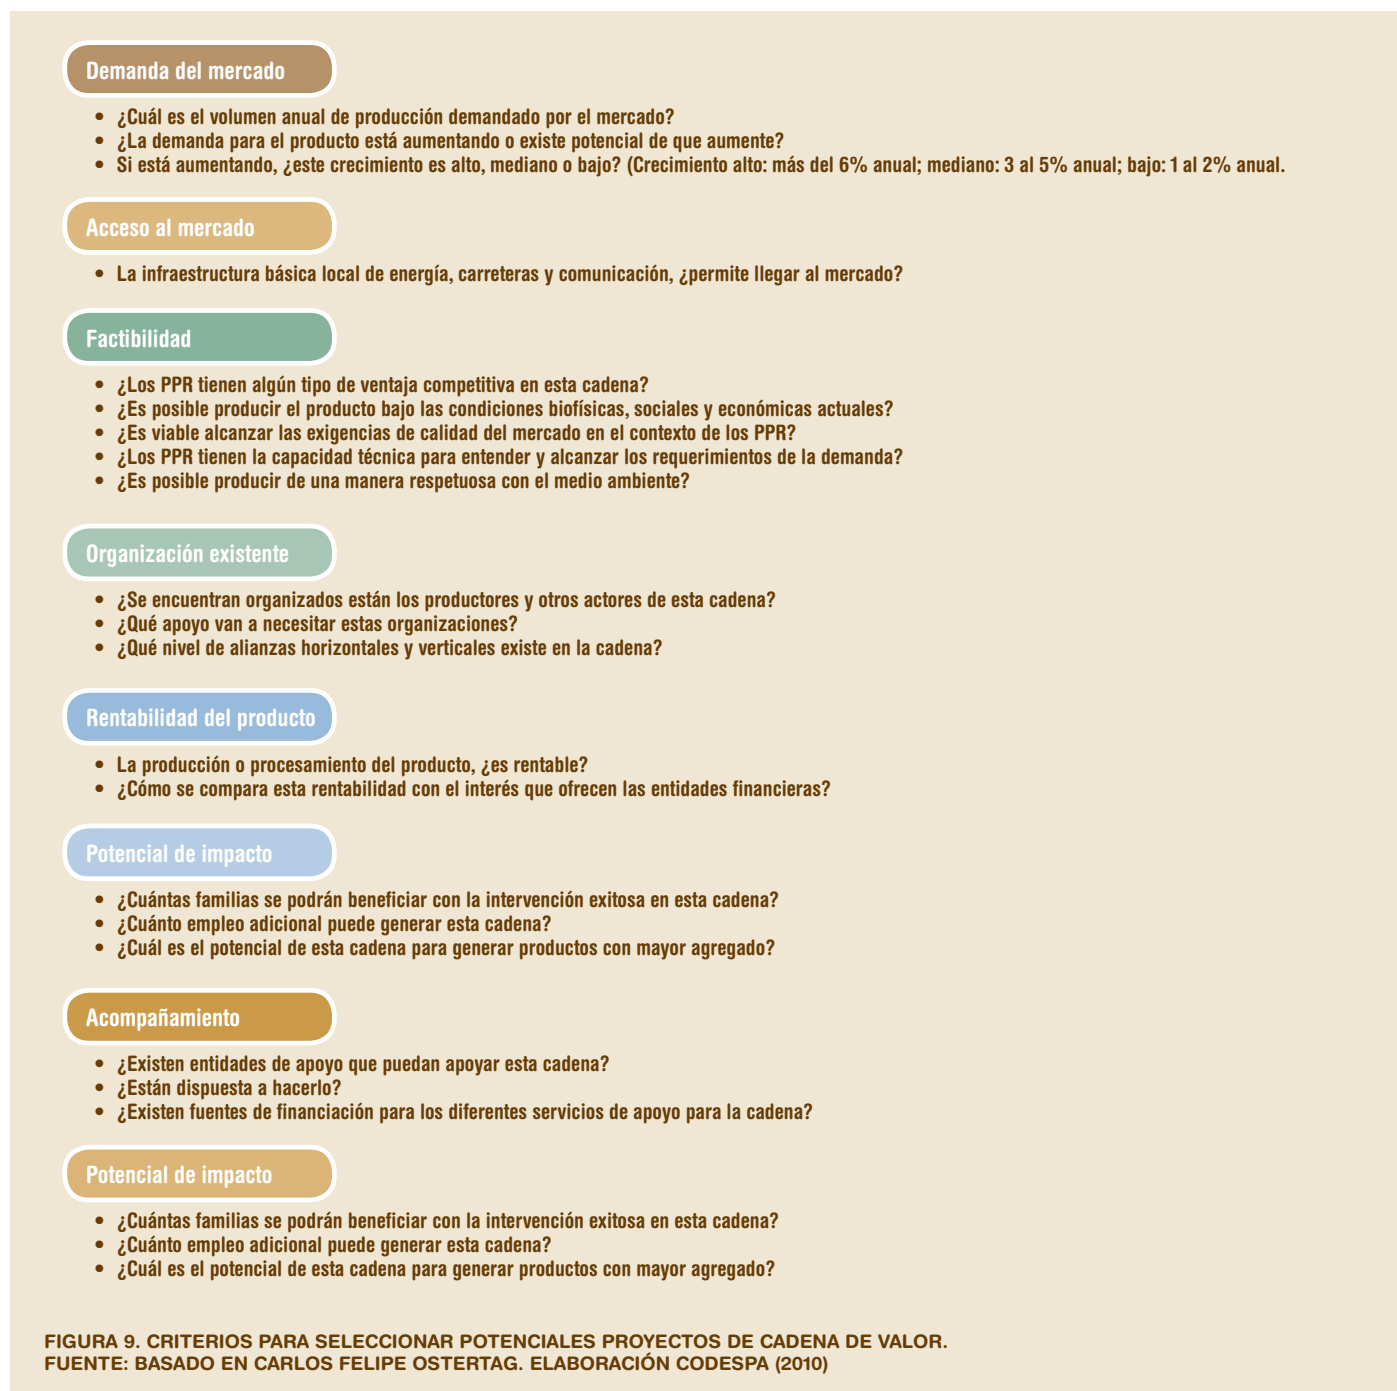 Demanda del mercado
• ¿Cuál es el volumen anual de producción demandado por el mercado?
• ¿La demanda para el producto está aumentando o existe potencial de que aumente?
• Si está aumentando, ¿este crecimiento es alto, mediano o bajo? (Crecimiento alto: más del 6% anual; mediano: 3 al 5% anual; bajo: 1 al 2% anual.
Acceso al mercado
• La infraestructura básica local de energía, carreteras y comunicación, ¿permite llegar al mercado?
Factibilidad
• ¿Los PPR tienen algún tipo de ventaja competitiva en esta cadena?
• ¿Es posible producir el producto bajo las condiciones biofísicas, sociales y económicas actuales?
• ¿Es viable alcanzar las exigencias de calidad del mercado en el contexto de los PPR?
• ¿Los PPR tienen la capacidad técnica para entender y alcanzar los requerimientos de la demanda?
• ¿Es posible producir de una manera respetuosa con el medio ambiente?
Organización existente
• ¿Se encuentran organizados están los productores y otros actores de esta cadena?
• ¿Qué apoyo van a necesitar estas organizaciones?
• ¿Qué nivel de alianzas horizontales y verticales existe en la cadena?
Rentabilidad del producto
• La producción o procesamiento del producto, ¿es rentable?
• ¿Cómo se compara esta rentabilidad con el interés que ofrecen las entidades financieras?
Potencial de impacto
• ¿Cuántas familias se podrán beneficiar con la intervención exitosa en esta cadena?
• ¿Cuánto empleo adicional puede generar esta cadena?
• ¿Cuál es el potencial de esta cadena para generar productos con mayor agregado?
Acompañamiento
• ¿Existen entidades de apoyo que puedan apoyar esta cadena?
• ¿Están dispuesta a hacerlo?
• ¿Existen fuentes de financiación para los diferentes servicios de apoyo para la cadena?
Potencial de impacto
• ¿Cuántas familias se podrán beneficiar con la intervención exitosa en esta cadena?
• ¿Cuánto empleo adicional puede generar esta cadena?
• ¿Cuál es el potencial de esta cadena para generar productos con mayor agregado?
FIGURA 9. CRITERIOS PARA SELECCIONAR POTENCIALES PROYECTOS DE CADENA DE VALOR.
FUENTE: BASADO EN CARLOS FELIPE OSTERTAG. ELABORACIÓN CODESPA (2010)